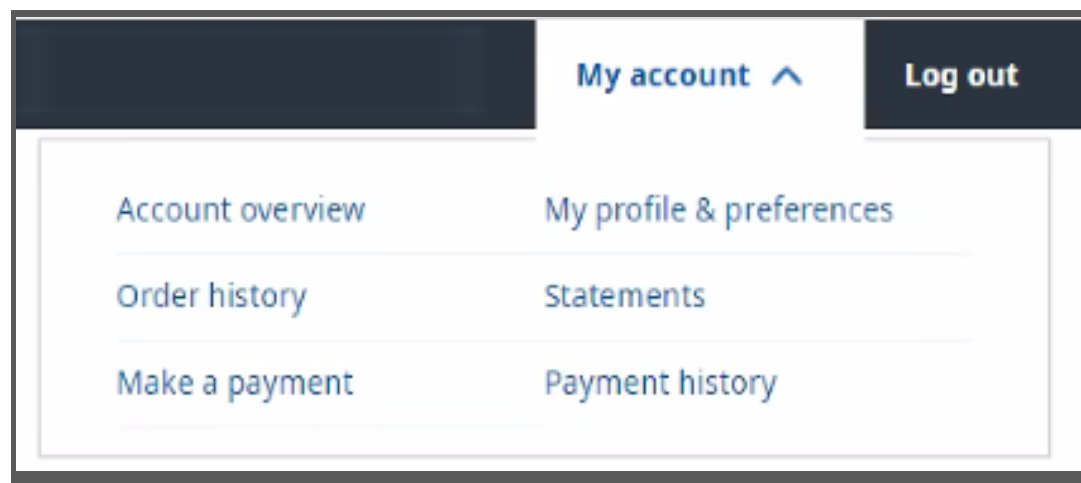 My account Log out
Account overview My profile & preferences
Order history Statements
Make a payment Payment history